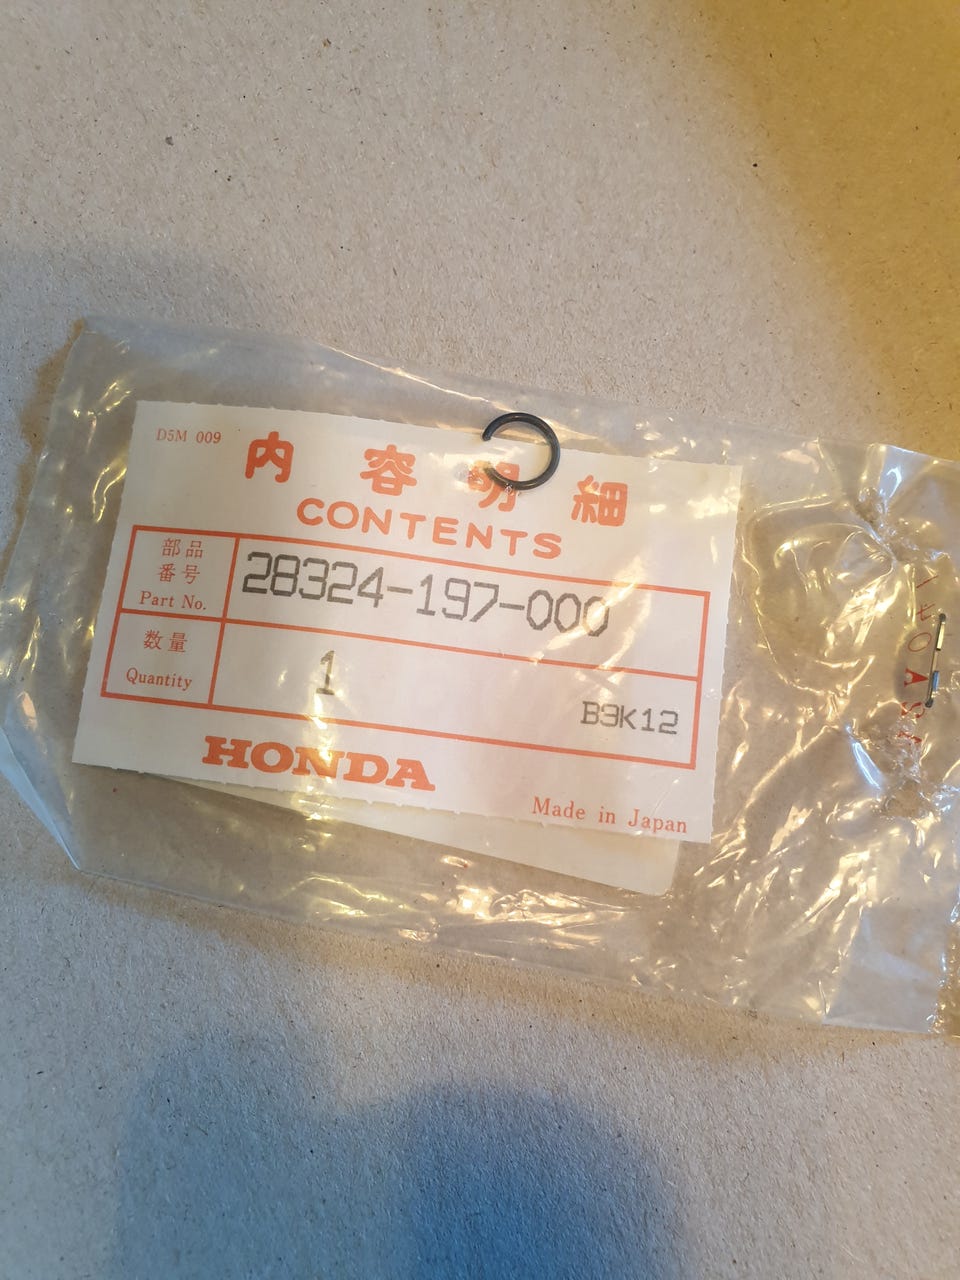 D5M 009
内容明細
CONTENTS
部品
番号
Part No.
28324-197-000
数量
Quantity
1
B9K12
HONDA
Made in Japan